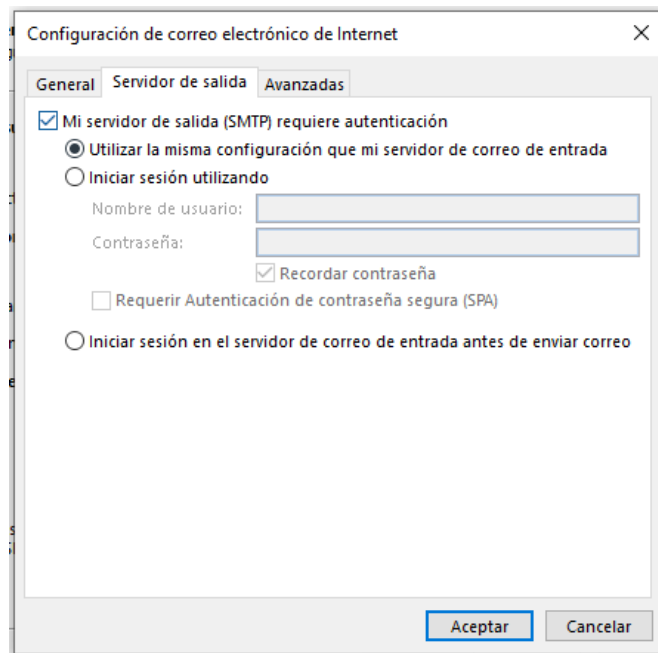 Configuración de correo electrónico de Internet
General Servidor de salida Avanzadas
Mi servidor de salida (SMTP) requiere autenticación
Utilizar la misma configuración que mi servidor de correo de entrada
Iniciar sesión utilizando
Nombre de usuario:
Contraseña:
Recordar contraseña
Requerir Autenticación de contraseña segura (SPA)
Iniciar sesión en el servidor de correo de entrada antes de enviar correo
Aceptar Cancelar